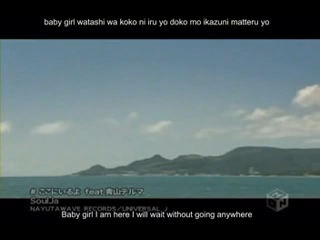 baby girl watashi wa koko ni iru yo doko mo ikazuni matteru yo
# ここにいるよ feat.青山テルマ
SoulJa
NAYUTAWAVE RECORDS/UNIVERSAL J
Baby girl I am here I will wait without going anywhere